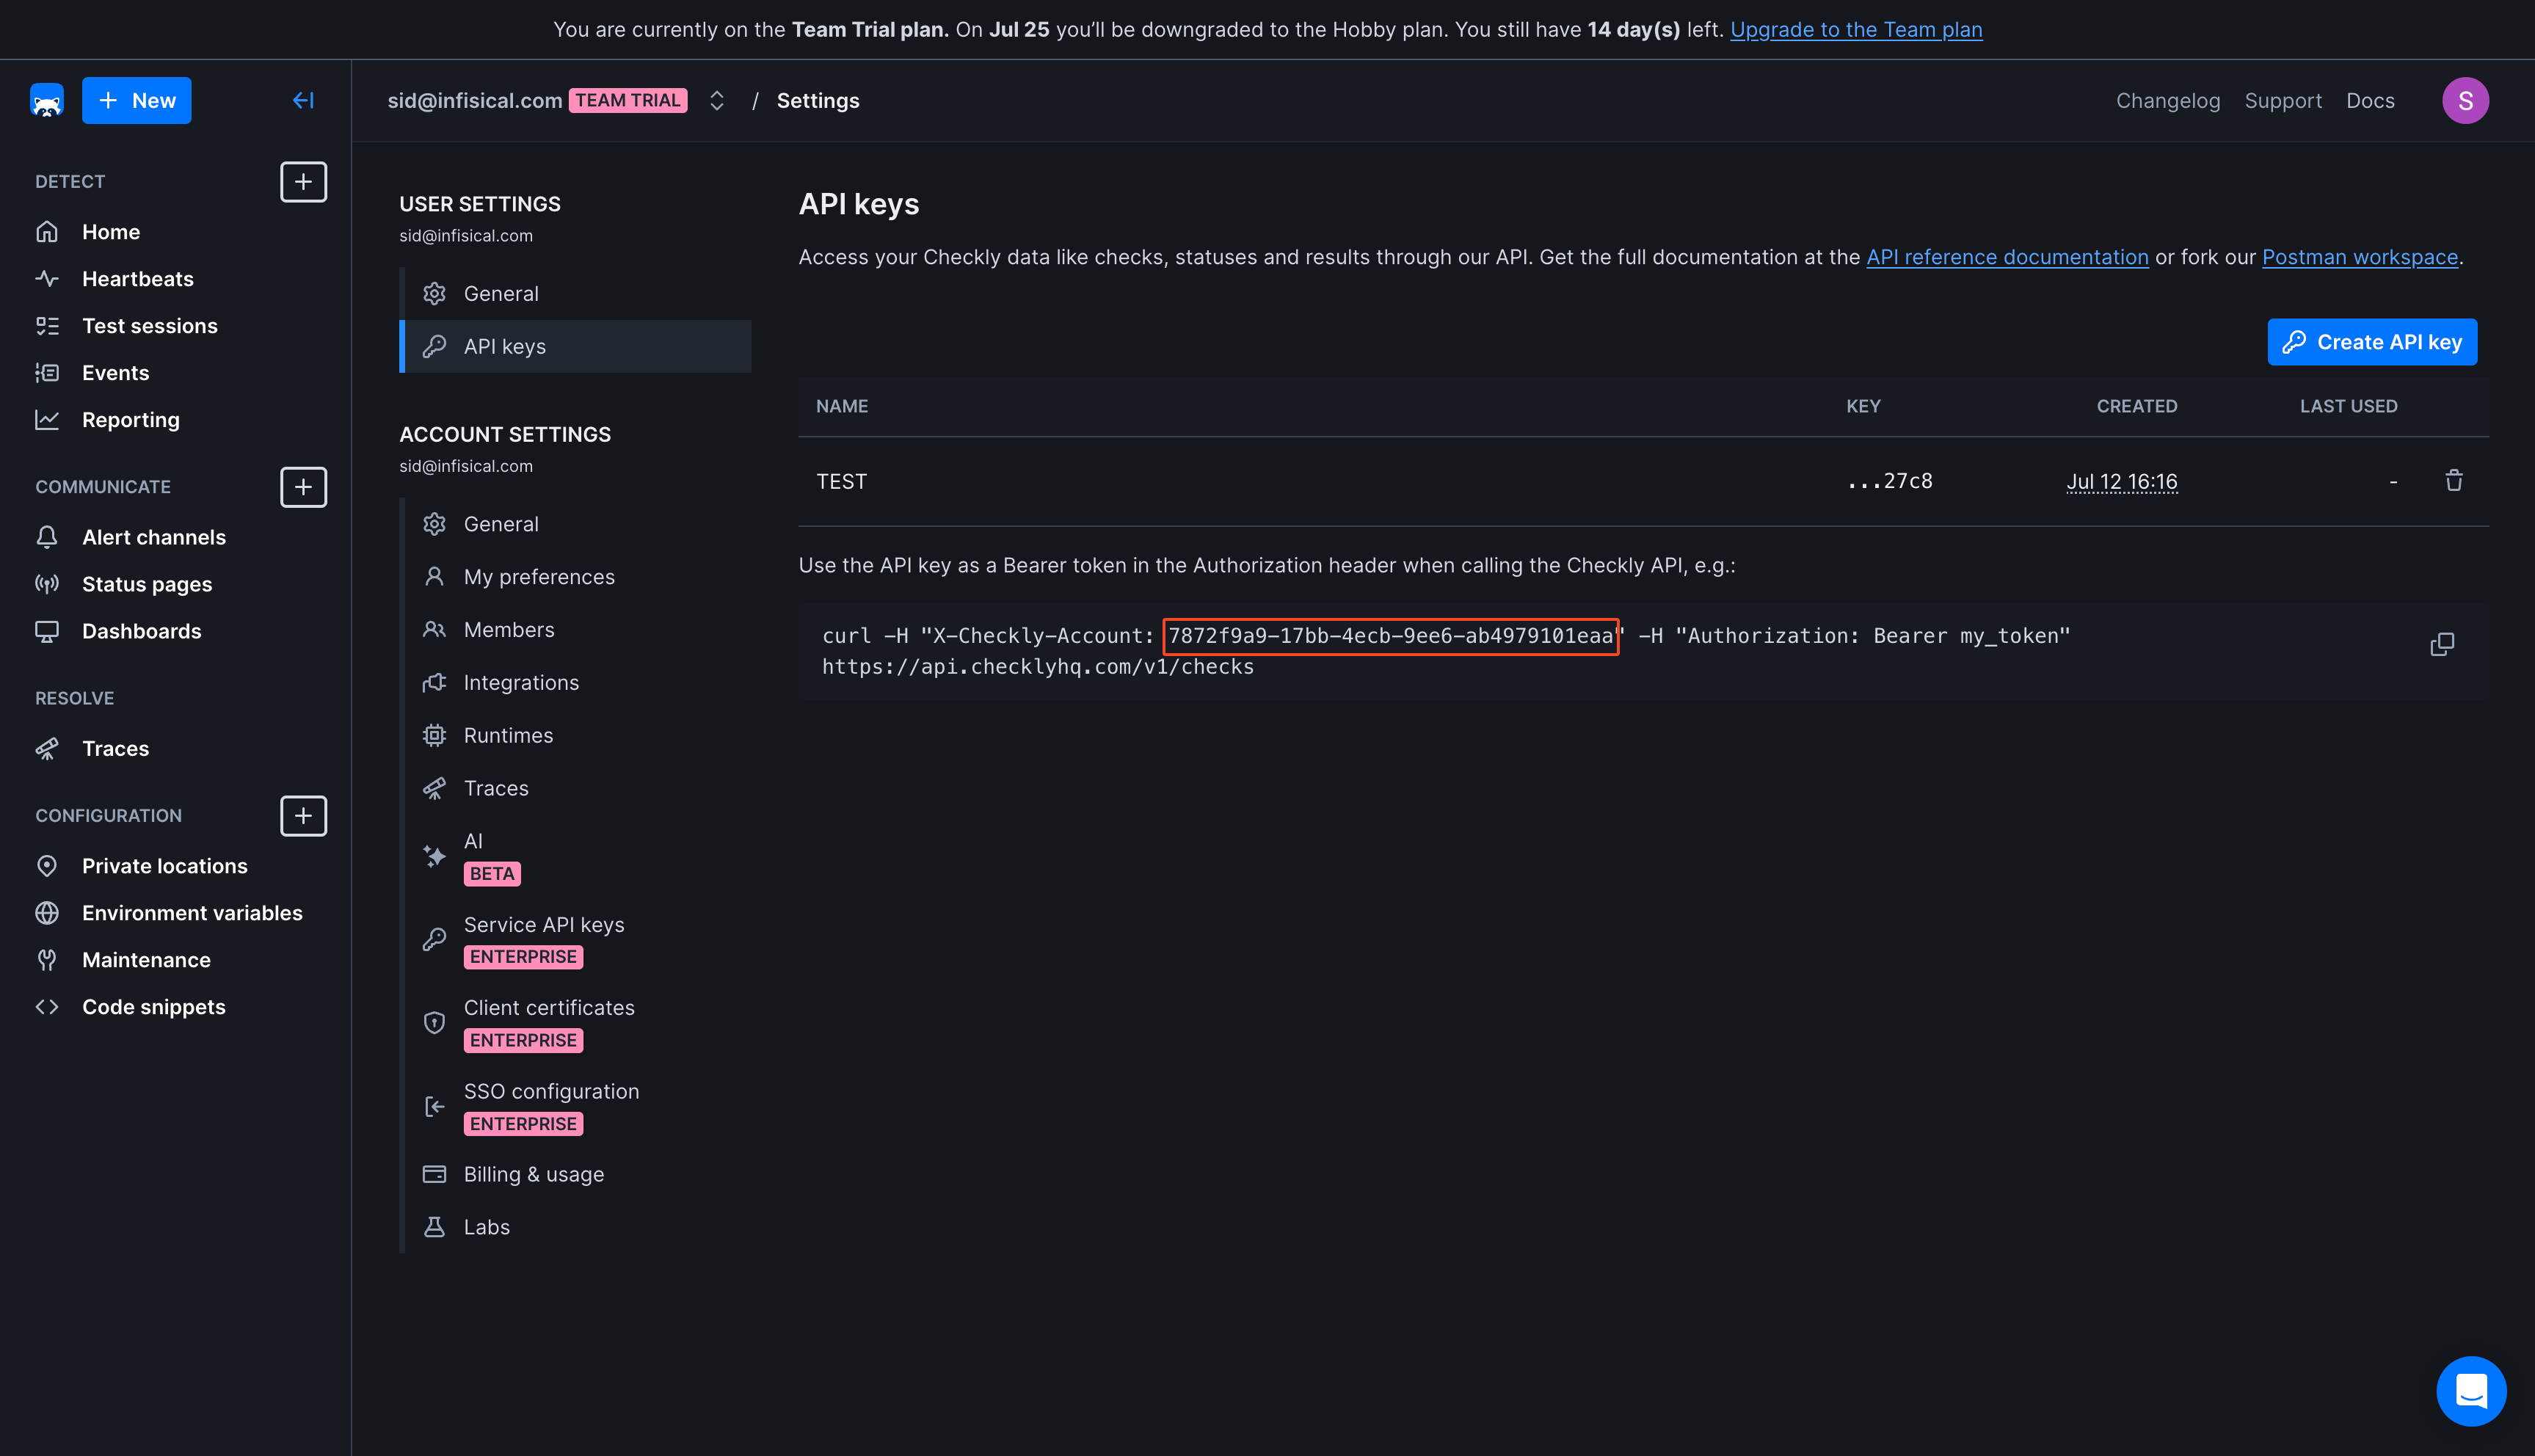 You are currently on the Team Trial plan. On Jul 25 you’ll be downgraded to the Hobby plan. You still have 14 day(s) left. Upgrade to the Team plan
New
sid@infisical.com TEAM TRIAL / Settings
Changelog Support Docs S
DETECT
Home
Heartbeats
Test sessions
Events
Reporting
COMMUNICATE
Alert channels
Status pages
Dashboards
RESOLVE
Traces
CONFIGURATION
Private locations
Environment variables
Maintenance
Code snippets
USER SETTINGS
sid@infisical.com
General
API keys
ACCOUNT SETTINGS
sid@infisical.com
General
My preferences
Members
Integrations
Runtimes
Traces
AI
BETA
Service API keys
ENTERPRISE
Client certificates
ENTERPRISE
SSO configuration
ENTERPRISE
Billing & usage
Labs
API keys
Access your Checkly data like checks, statuses and results through our API. Get the full documentation at the API reference documentation or fork our Postman workspace.
Create API key
NAME KEY CREATED LAST USED
TEST ...27c8 Jul 12 16:16 -
Use the API key as a Bearer token in the Authorization header when calling the Checkly API, e.g.:
curl -H "X-Checkly-Account: 7872f9a9-17bb-4ecb-9ee6-ab4979101eaa" -H "Authorization: Bearer my_token"
https://api.checklyhq.com/v1/checks